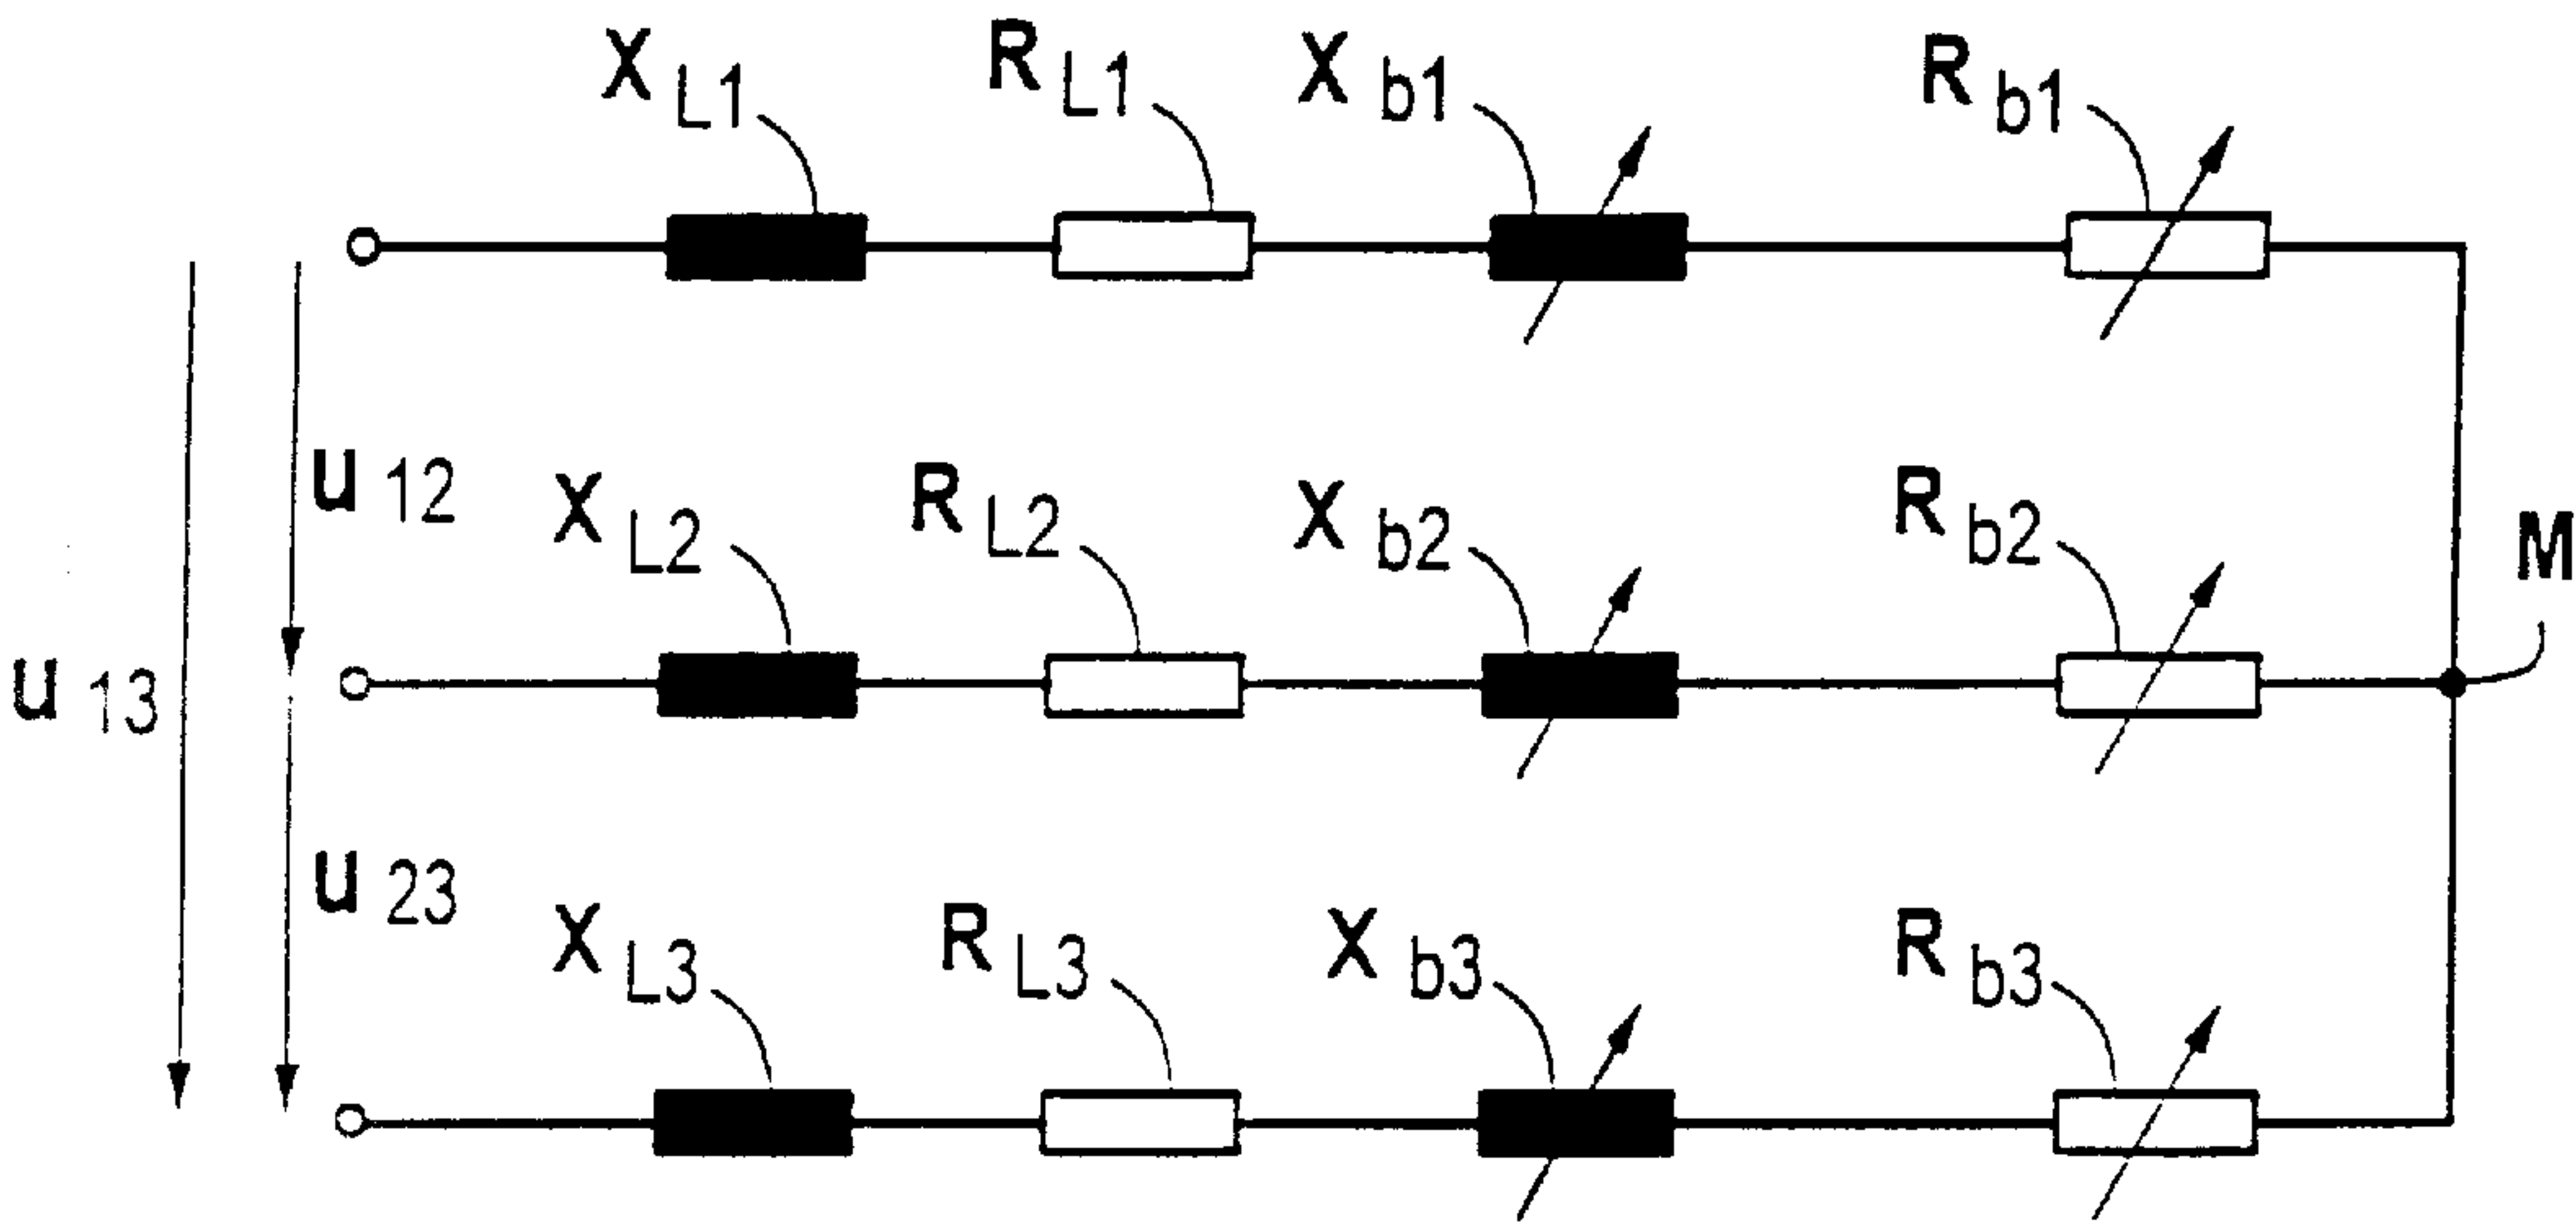 X L1 R L1 X b1 R b1
u 12
X L2 R L2 X b2 R b2
M
u 13
u 23
X L3 R L3 X b3 R b3